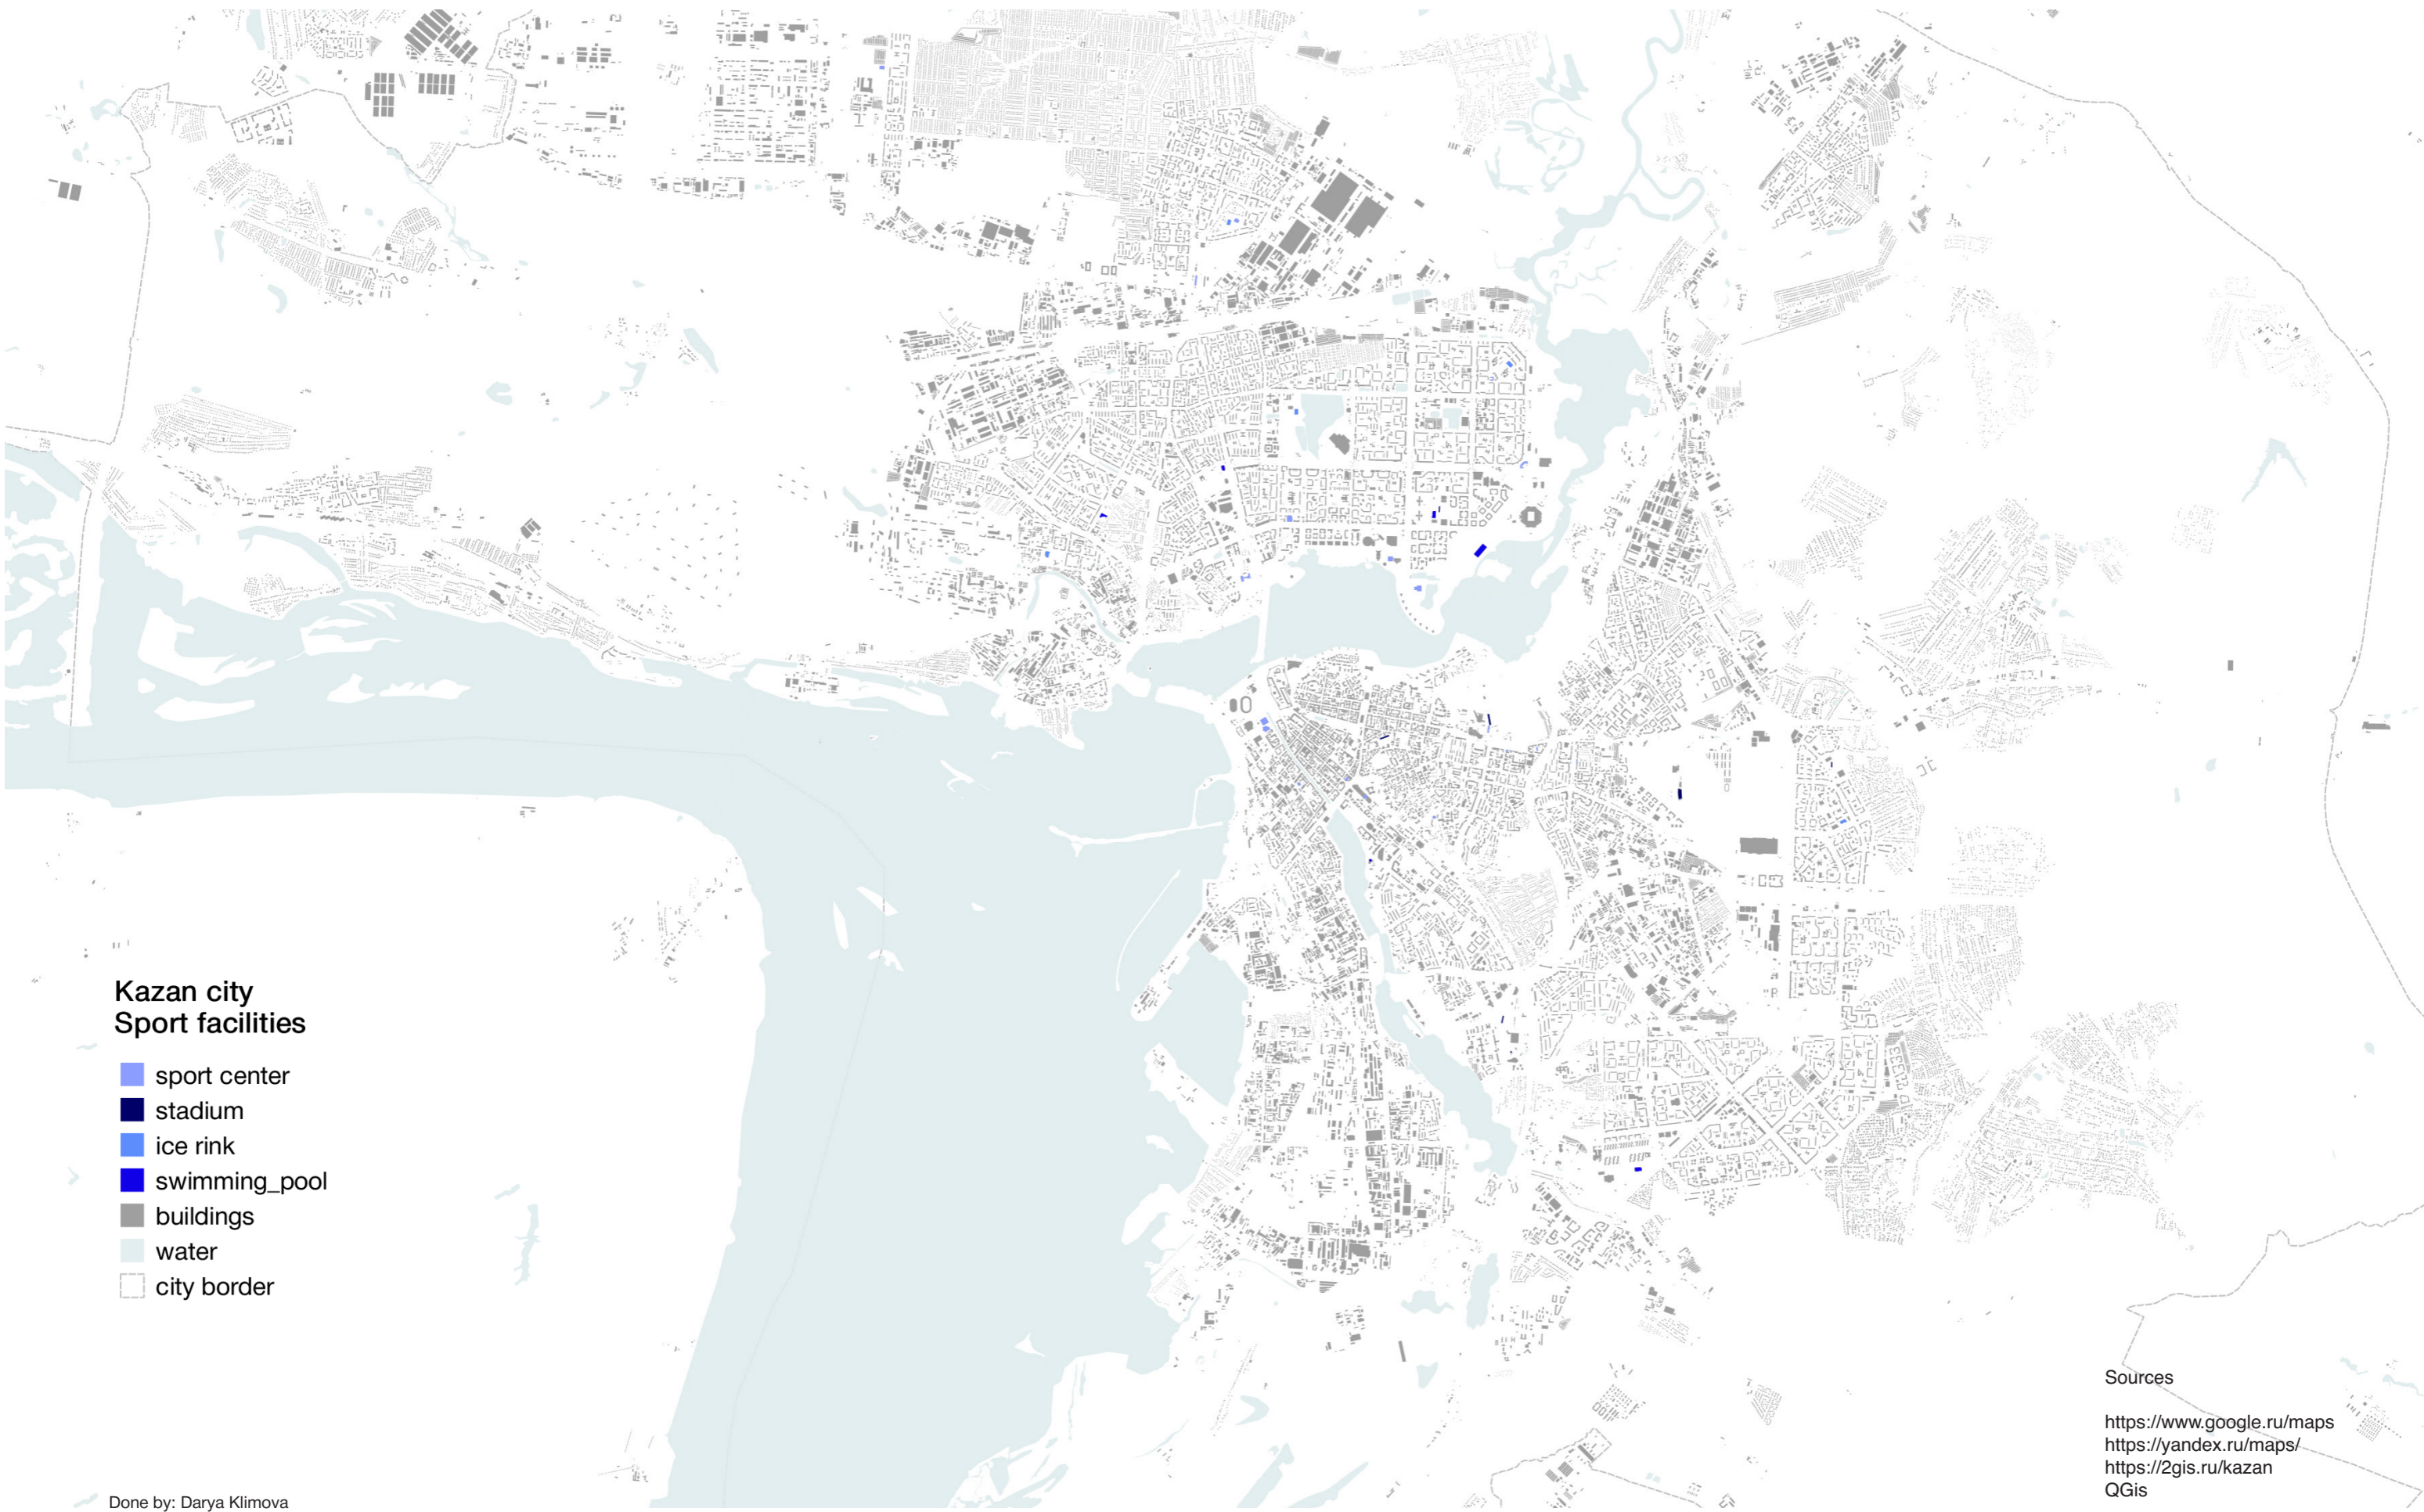 Kazan city
Sport facilities
sport center
stadium
ice rink
swimming_pool
buildings
water
city border
Sources
https://www.google.ru/maps
https://yandex.ru/maps/
https://2gis.ru/kazan
QGis
Done by: Darya Klimova